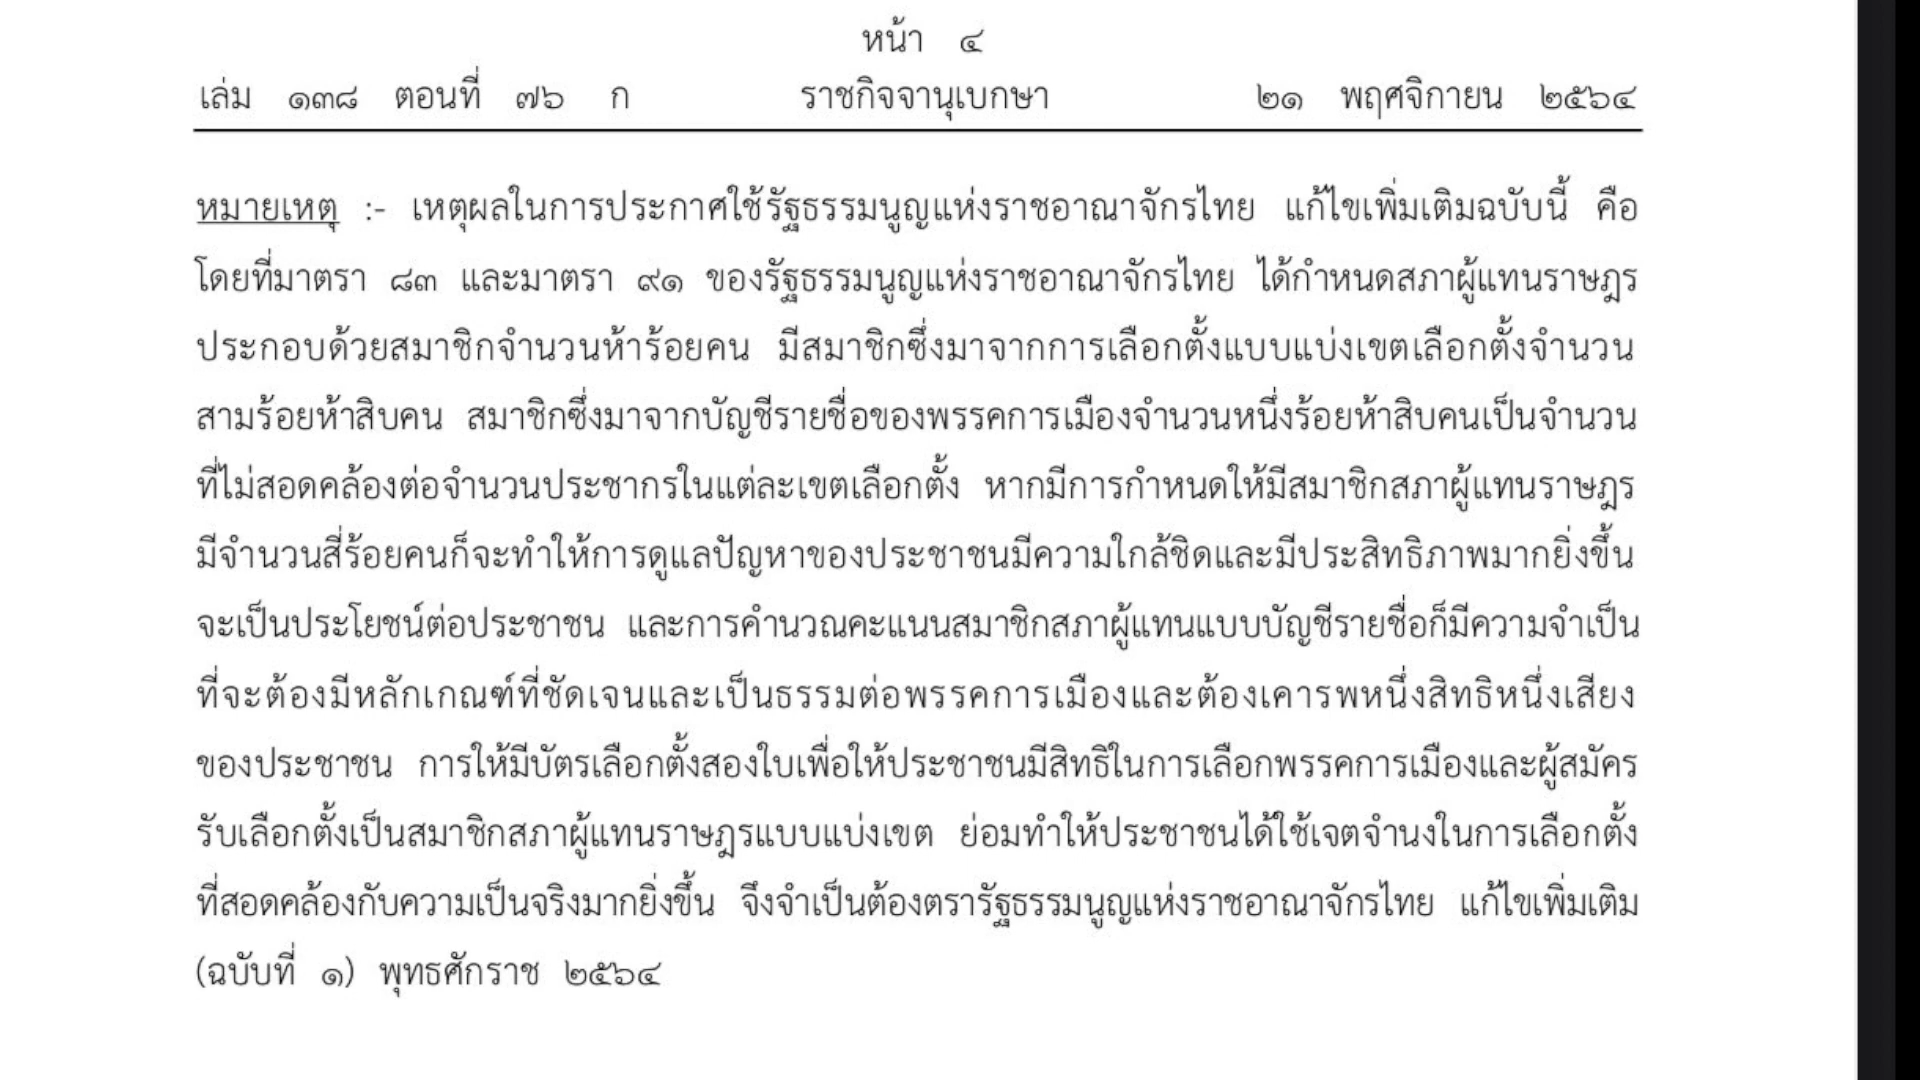 หน้า ๔
เล่ม ๑๓๘ ตอนที่ ๗๖ ก ราชกิจจานุเบกษา ๒๑ พฤศจิกายน ๒๕๖๔
หมายเหตุ :- เหตุผลในการประกาศใช้รัฐธรรมนูญแห่งราชอาณาจักรไทย แก้ไขเพิ่มเติมฉบับนี้ คือ
โดยที่มาตรา ๘๓ และมาตรา ๙๑ ของรัฐธรรมนูญแห่งราชอาณาจักรไทย ได้กำหนดสภาผู้แทนราษฎร
ประกอบด้วยสมาชิกจำนวนห้าร้อยคน มีสมาชิกซึ่งมาจากการเลือกตั้งแบบแบ่งเขตเลือกตั้งจำนวน
สามร้อยห้าสิบคน สมาชิกซึ่งมาจากบัญชีรายชื่อของพรรคการเมืองจำนวนหนึ่งร้อยห้าสิบคนเป็นจำนวน
ที่ไม่สอดคล้องต่อจำนวนประชากรในแต่ละเขตเลือกตั้ง หากมีการกำหนดให้มีสมาชิกสภาผู้แทนราษฎร
มีจำนวนสี่ร้อยคนก็จะทำให้การดูแลปัญหาของประชาชนมีความใกล้ชิดและมีประสิทธิภาพมากยิ่งขึ้น
จะเป็นประโยชน์ต่อประชาชน และการคำนวณคะแนนสมาชิกสภาผู้แทนแบบบัญชีรายชื่อก็มีความจำเป็น
ที่จะต้องมีหลักเกณฑ์ที่ชัดเจนและเป็นธรรมต่อพรรคการเมืองและต้องเคารพหนึ่งสิทธิหนึ่งเสียง
ของประชาชน การให้มีบัตรเลือกตั้งสองใบเพื่อให้ประชาชนมีสิทธิในการเลือกพรรคการเมืองและผู้สมัคร
รับเลือกตั้งเป็นสมาชิกสภาผู้แทนราษฎรแบบแบ่งเขต ย่อมทำให้ประชาชนได้ใช้เจตจำนงในการเลือกตั้ง
ที่สอดคล้องกับความเป็นจริงมากยิ่งขึ้น จึงจำเป็นต้องตรารัฐธรรมนูญแห่งราชอาณาจักรไทย แก้ไขเพิ่มเติม
(ฉบับที่ ๑) พุทธศักราช ๒๕๖๔